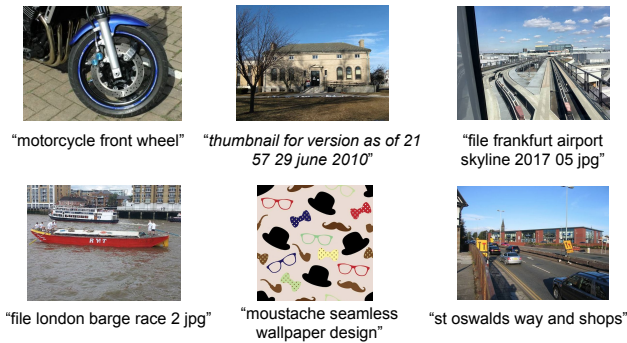 "motorcycle front wheel"
"thumbnail for version as of 21
57 29 june 2010"
"file frankfurt airport
skyline 2017 05 jpg"
RMT
"file london barge race 2 jpg"
"moustache seamless
wallpaper design"
"st oswalds way and shops"